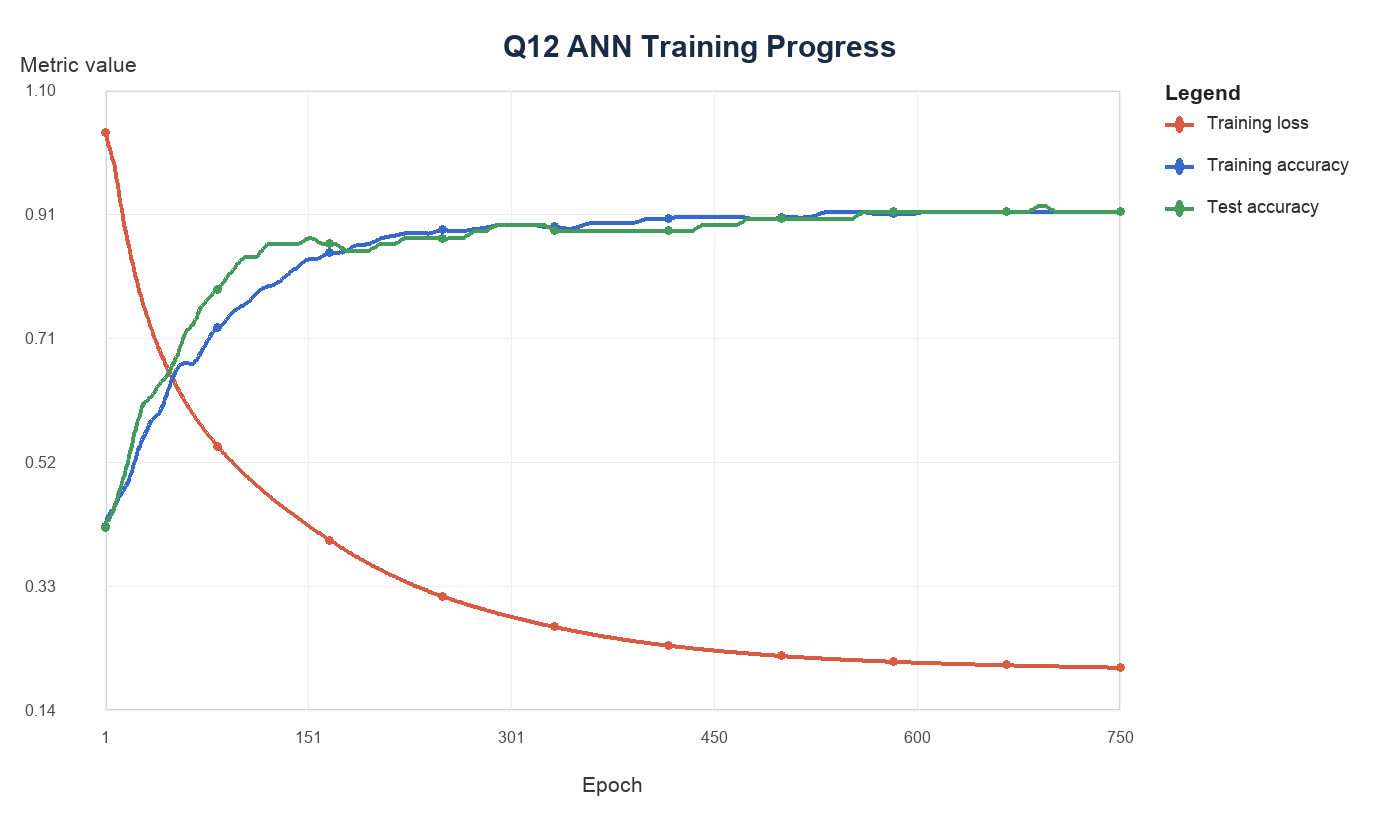 Q12 ANN Training Progress
Metric value
1.10
0.91
0.71
0.52
0.33
0.14
1 151 301 450 600 750
Epoch
Legend
Training loss
Training accuracy
Test accuracy